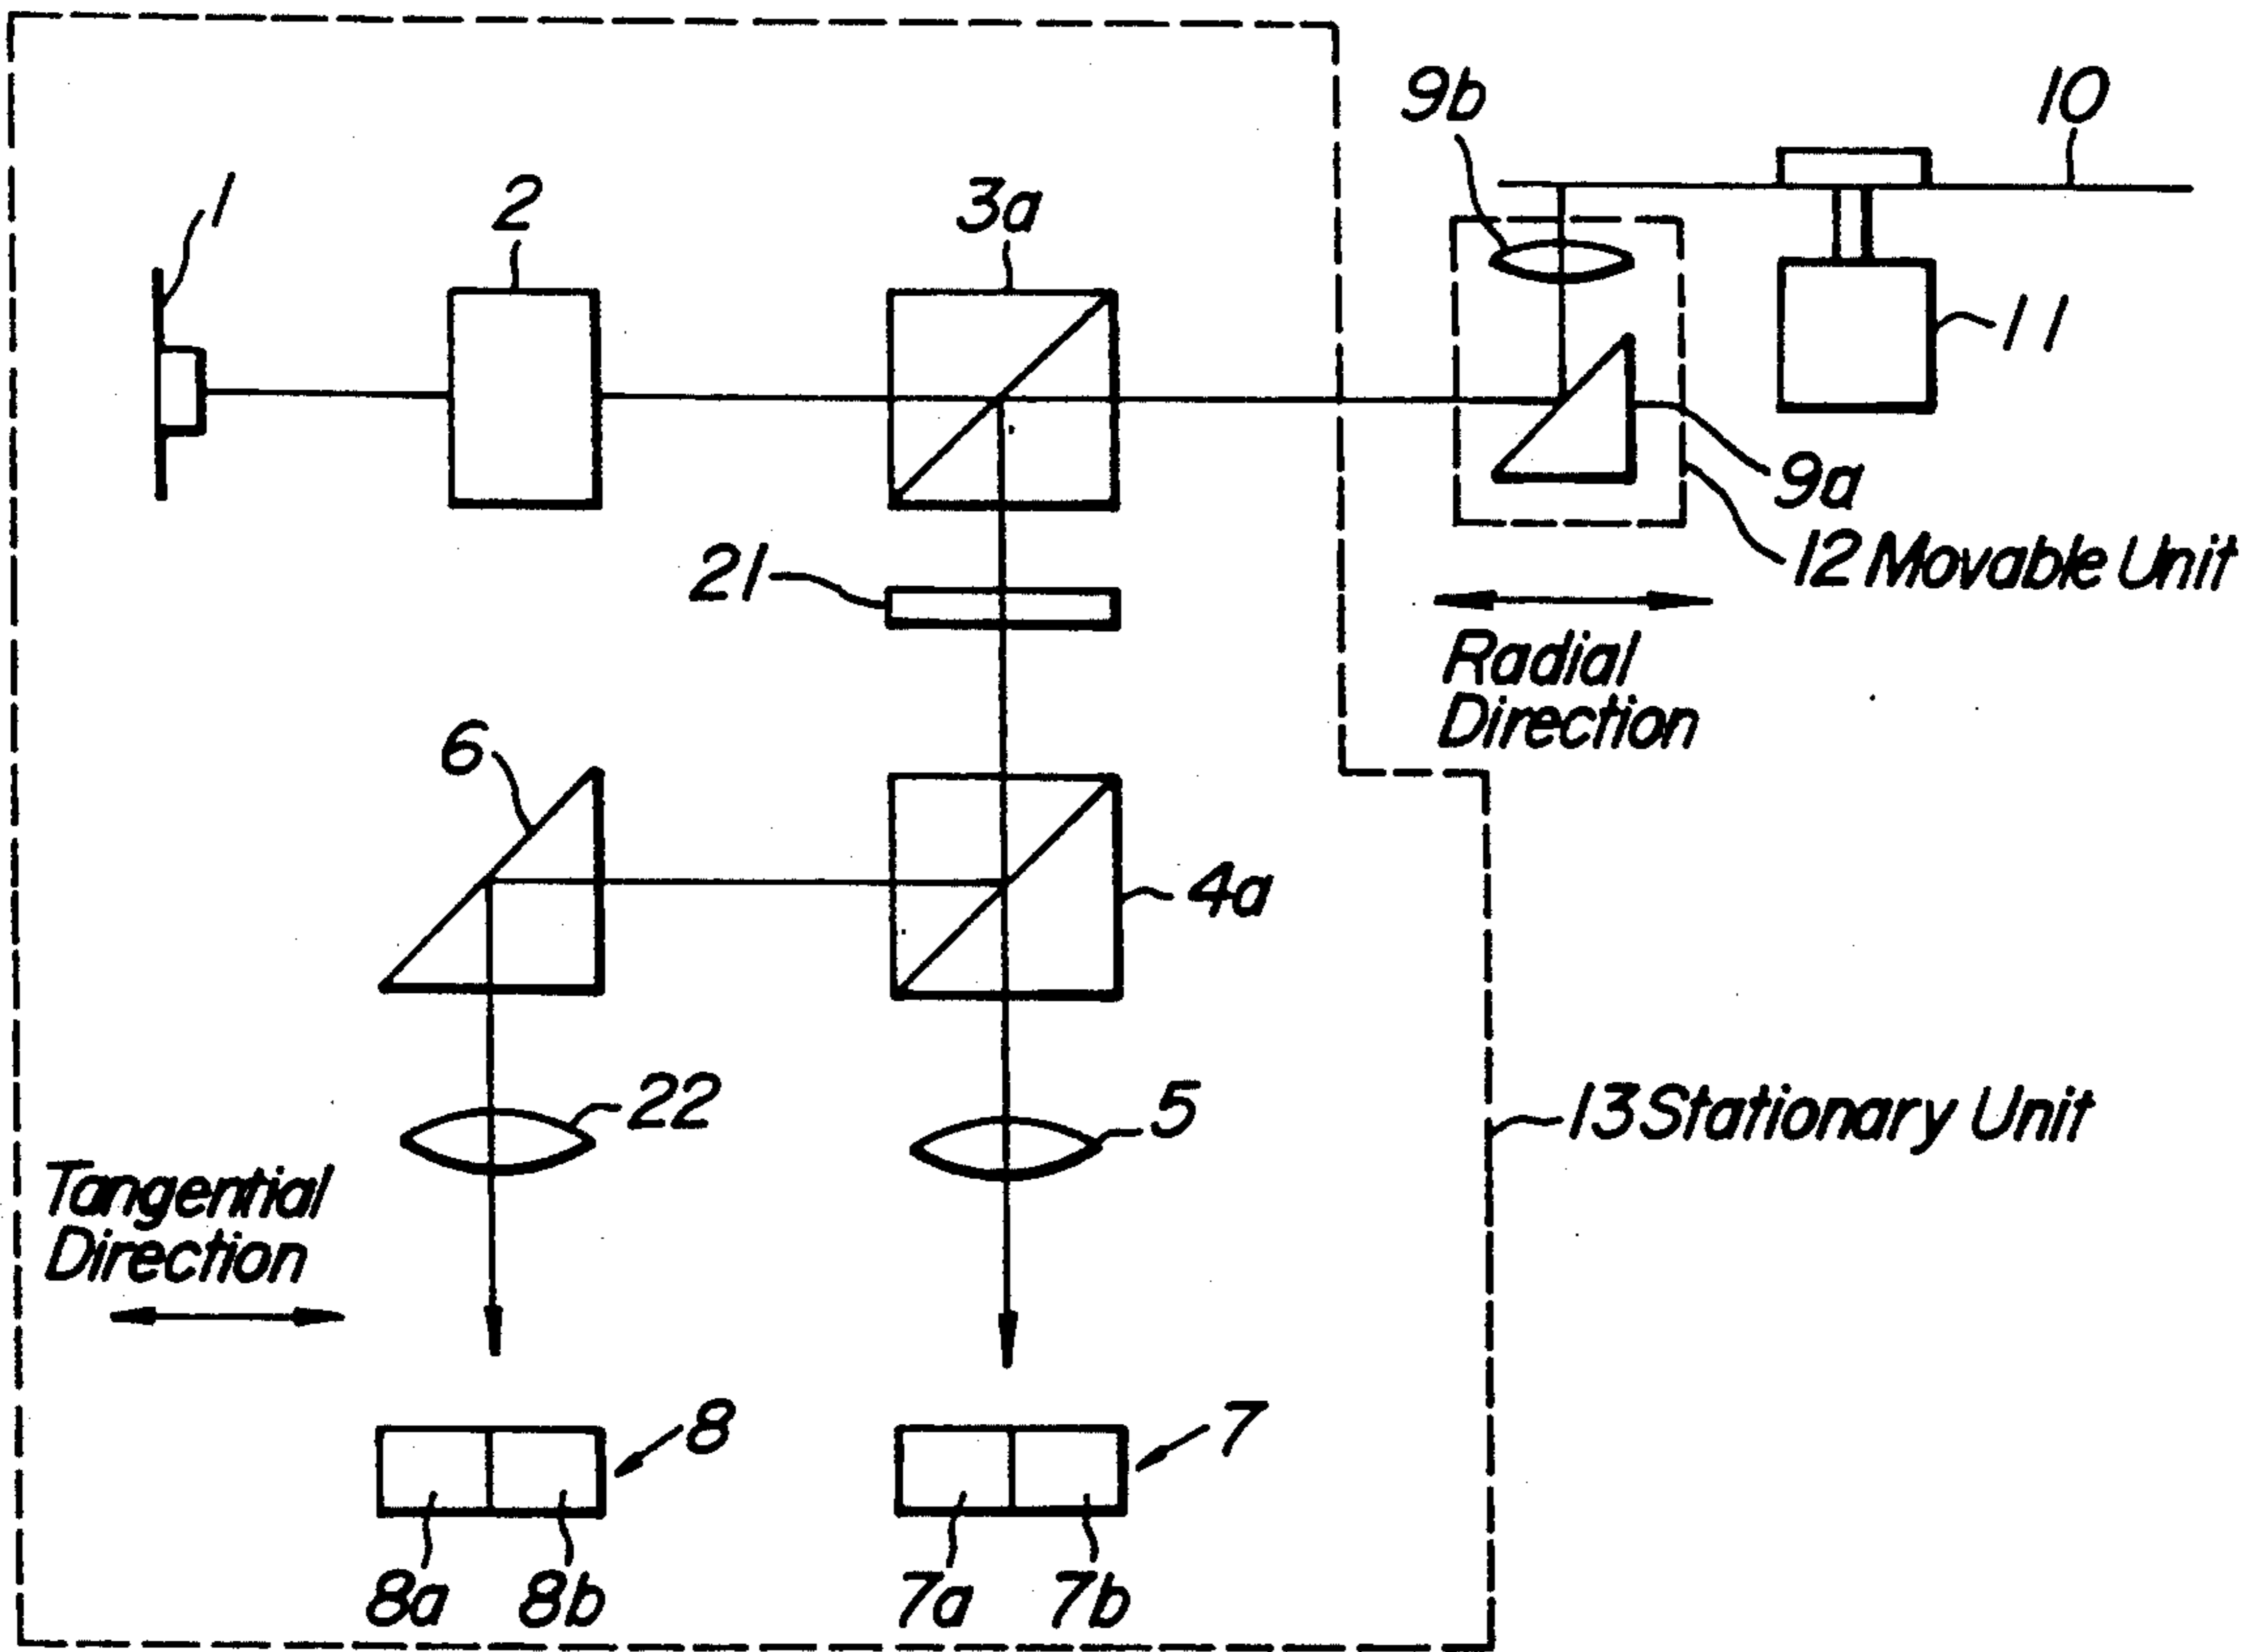 9b
10
1
2
3a
11
9a
21
12 Movable Unit
Radial
Direction
6
4a
22
5
13 Stationary Unit
Tangential
Direction
8
7
8a
8b
7a
7b